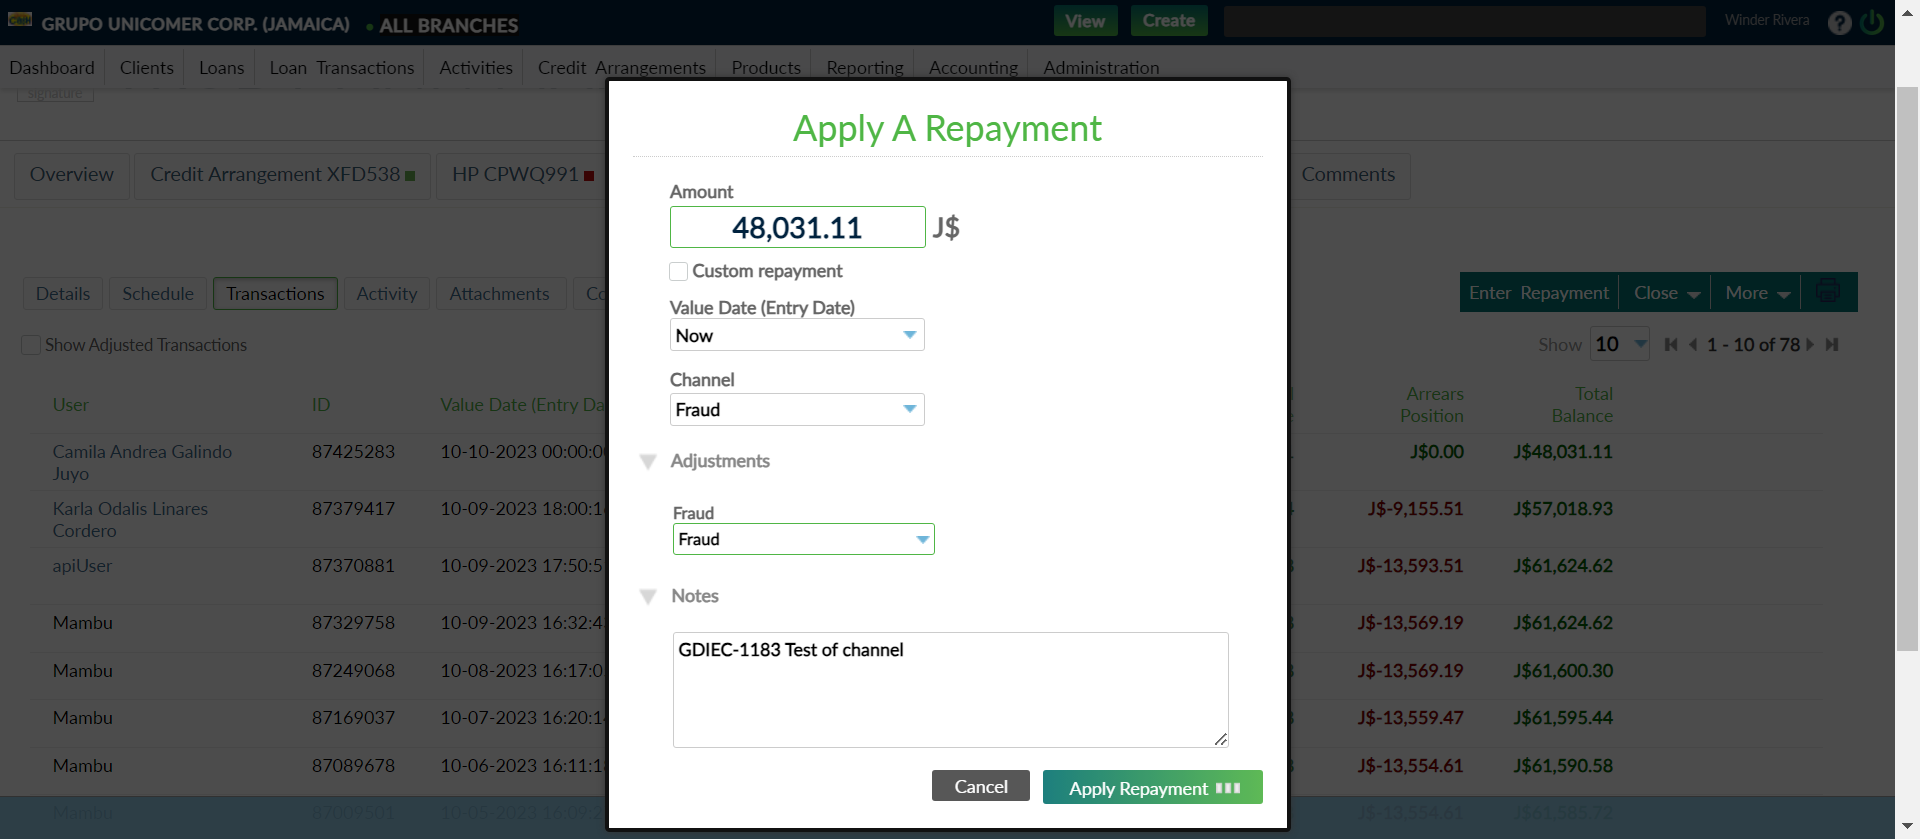 GRUPO UNICOMER CORP. (JAMAICA) • ALL BRANCHES
View
Create
Winder Rivera
?
Dashboard Clients Loans Loan Transactions Activities Credit Arrangements Products Reporting Accounting Administration
signature
Overview
Credit Arrangement XFD538
HP CPWQ991
Comments
Details
Schedule
Transactions
Activity
Attachments
Enter Repayment
Close
More
Show Adjusted Transactions
Show 10 1 - 10 of 78
User ID Value Date (Entry Da Arrears Position Total Balance
Camila Andrea Galindo Juyo 87425283 10-10-2023 00:00:0 J$0.00 J$48,031.11
Karla Odalis Linares Cordero 87379417 10-09-2023 18:00:1 J$-9,155.51 J$57,018.93
apiUser 87370881 10-09-2023 17:50:5 J$-13,593.51 J$61,624.62
Mambu 87329758 10-09-2023 16:32:4 J$-13,569.19 J$61,624.62
Mambu 87249068 10-08-2023 16:17:0 J$-13,569.19 J$61,600.30
Mambu 87169037 10-07-2023 16:20:1 J$-13,559.47 J$61,595.44
Mambu 87089678 10-06-2023 16:11:1 J$-13,554.61 J$61,590.58
Mambu 87009501 10-05-2023 16:09:2 J$-13,554.61 J$61,585.72
Apply A Repayment
Amount
48,031.11 J$
Custom repayment
Value Date (Entry Date)
Now
Channel
Fraud
Adjustments
Fraud
Fraud
Notes
GDIEC-1183 Test of channel
Cancel
Apply Repayment